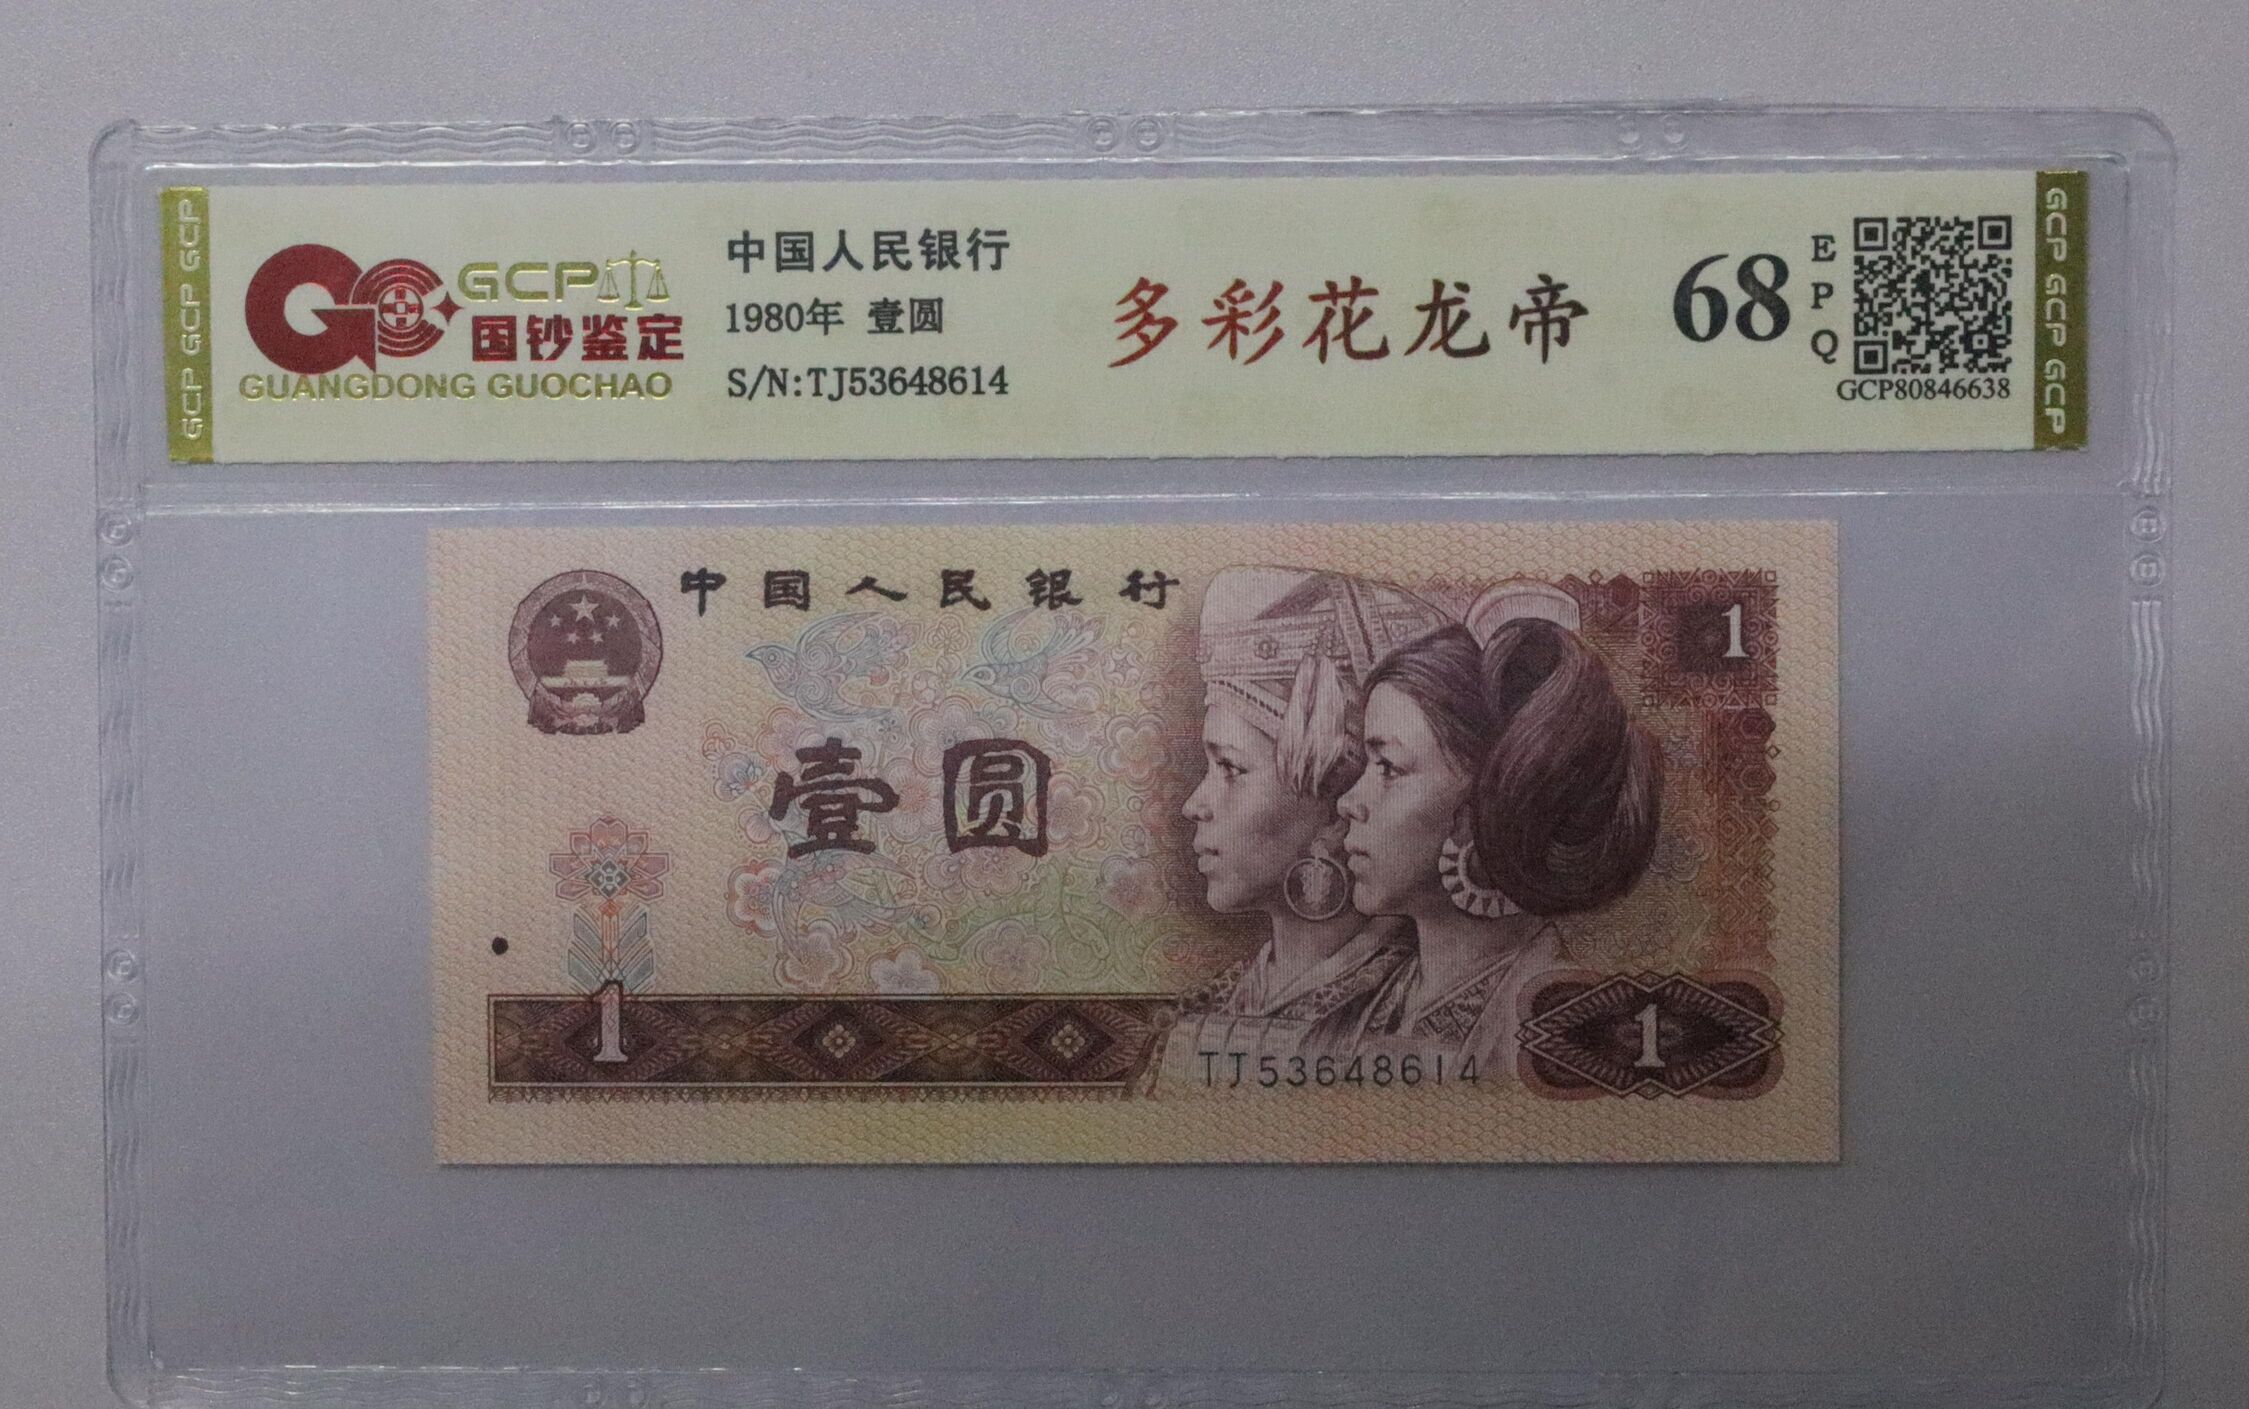 GCP GCP GCP
GCP
国钞鉴定
GUANGDONG GUOCHAO
中国人民银行
1980年 壹圆
S/N:TJ53648614
多彩花龙帝
68
EPQ
GCP80846638
GCP GCP GCP
中国人民银行
1
壹圆
1
1
TJ53648614